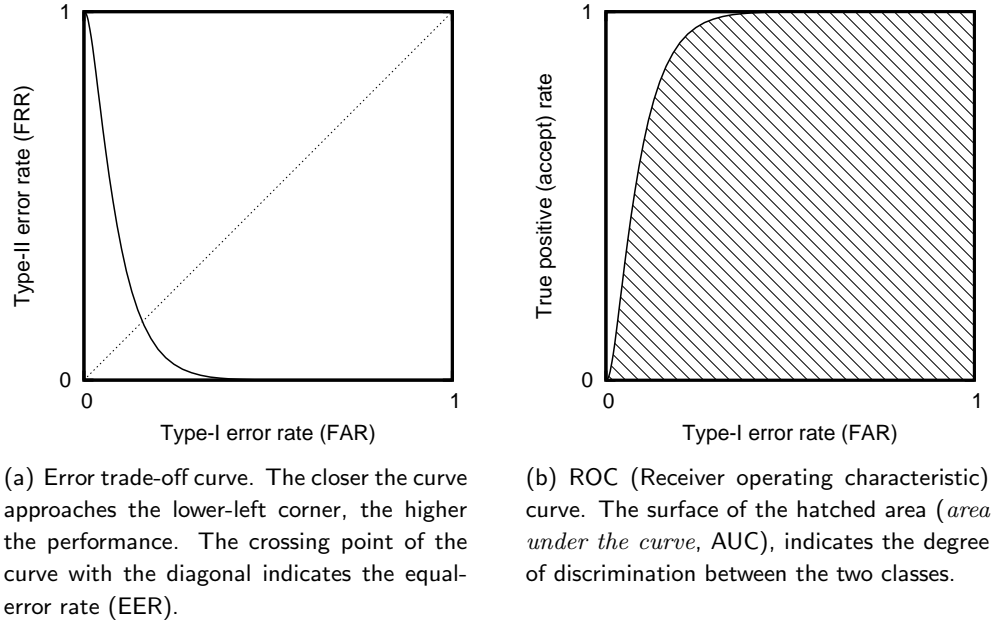 1
Type-II error rate (FRR)
0
0
1
Type-I error rate (FAR)
(a) Error trade-off curve. The closer the curve
approaches the lower-left corner, the higher
the performance. The crossing point of the
curve with the diagonal indicates the equal-
error rate (EER).
1
True positive (accept) rate
0
0
1
Type-I error rate (FAR)
(b) ROC (Receiver operating characteristic)
curve. The surface of the hatched area (area
under the curve, AUC), indicates the degree
of discrimination between the two classes.